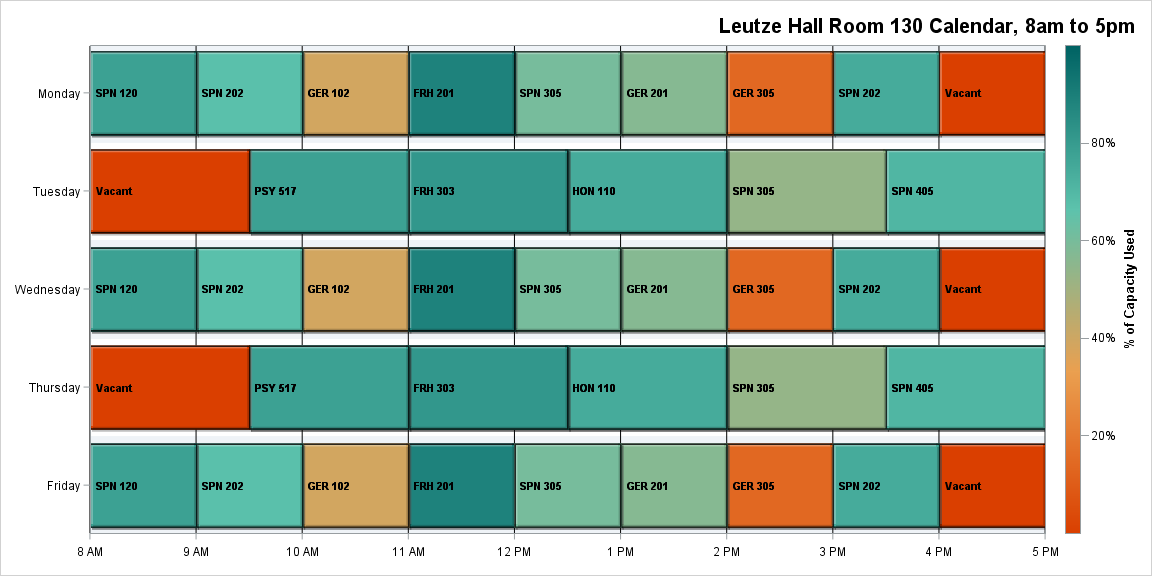 Leutze Hall Room 130 Calendar, 8am to 5pm
Monday
SPN 120 SPN 202 GER 102 FRH 201 SPN 305 GER 201 GER 305 SPN 202 Vacant
Tuesday
Vacant PSY 517 FRH 303 HON 110 SPN 305 SPN 405
Wednesday
SPN 120 SPN 202 GER 102 FRH 201 SPN 305 GER 201 GER 305 SPN 202 Vacant
Thursday
Vacant PSY 517 FRH 303 HON 110 SPN 305 SPN 405
Friday
SPN 120 SPN 202 GER 102 FRH 201 SPN 305 GER 201 GER 305 SPN 202 Vacant
8 AM 9 AM 10 AM 11 AM 12 PM 1 PM 2 PM 3 PM 4 PM 5 PM
80%
60%
40%
20%
% of Capacity Used